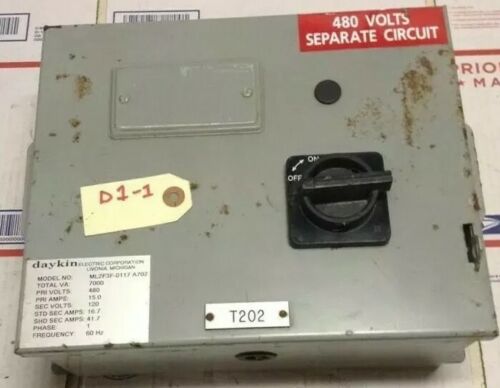 480 VOLTS
SEPARATE CIRCUIT
ON
OFF
D1-1
daykin ELECTRIC CORPORATION
LIVONIA, MICHIGAN
MODEL NO: MLZF3F-0117 A702
TOTAL VA: 7000
PRI VOLTS: 480
PRI AMPS: 15.0
SEC VOLTS: 120
STD SEC AMPS: 16.7
SHD SEC AMPS: 41.7
PHASE: 1
FREQUENCY: 60 Hz
T202